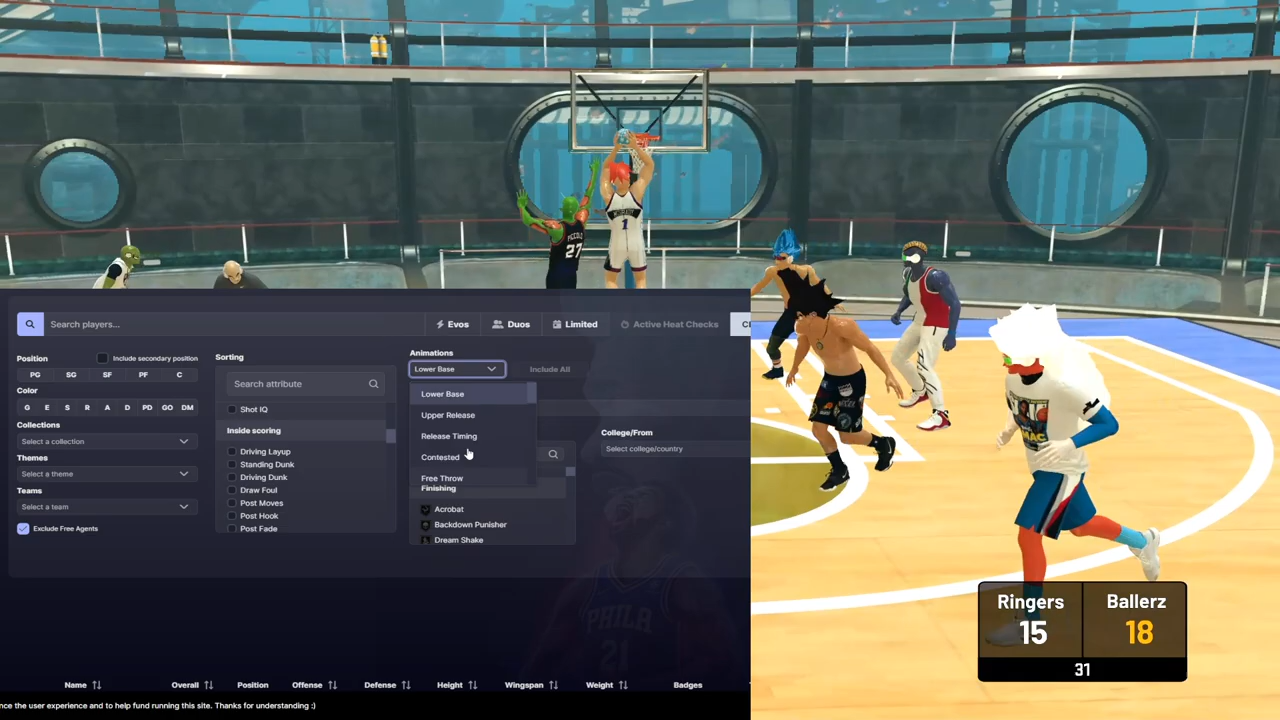 PICCOLO
27
1
Search players...
Evos
Duos
Limited
Active Heat Checks
Position
Include secondary position
PG SG SF PF C
Color
G E S R A D PD GO DM
Collections
Select a collection
Themes
Select a theme
Teams
Select a team
Exclude Free Agents
Sorting
Search attribute
Shot IQ
Inside scoring
Driving Layup
Standing Dunk
Driving Dunk
Draw Foul
Post Moves
Post Hook
Post Fade
Animations
Lower Base
Include All
Lower Base
Upper Release
Release Timing
Contested
Free Throw
Finishing
Acrobat
Backdown Punisher
Dream Shake
College/From
Select college/country
PHILA
21
Name Overall Position Offense Defense Height Wingspan Weight Badges
nce the user experience and to help fund running this site. Thanks for understanding :)
Ringers Ballerz
15 18
31